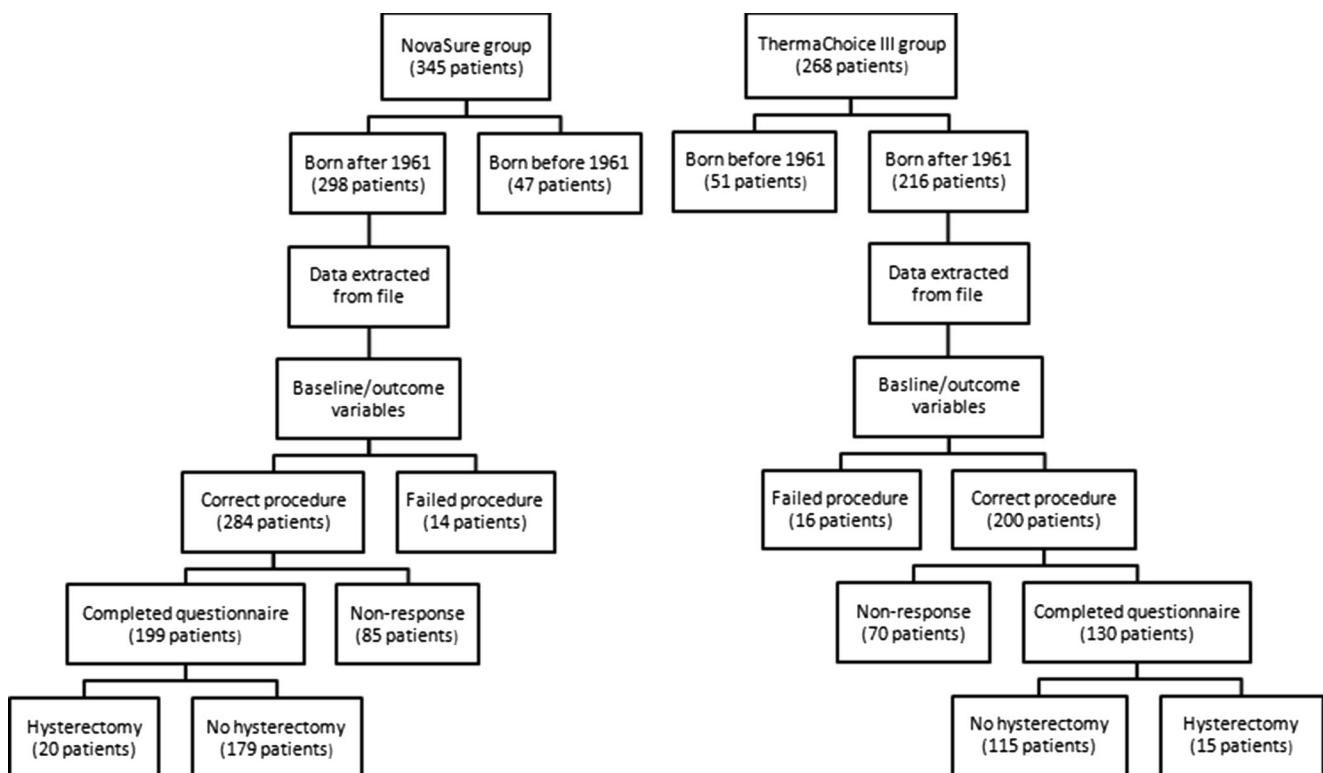 NovaSure group
(345 patients)
ThermaChoice III group
(268 patients)
Born after 1961
(298 patients)
Born before 1961
(47 patients)
Born before 1961
(51 patients)
Born after 1961
(216 patients)
Data extracted
from file
Data extracted
from file
Baseline/outcome
variables
Basline/outcome
variables
Correct procedure
(284 patients)
Failed procedure
(14 patients)
Failed procedure
(16 patients)
Correct procedure
(200 patients)
Completed questionnaire
(199 patients)
Non-response
(85 patients)
Non-response
(70 patients)
Completed questionnaire
(130 patients)
Hysterectomy
(20 patients)
No hysterectomy
(179 patients)
No hysterectomy
(115 patients)
Hysterectomy
(15 patients)